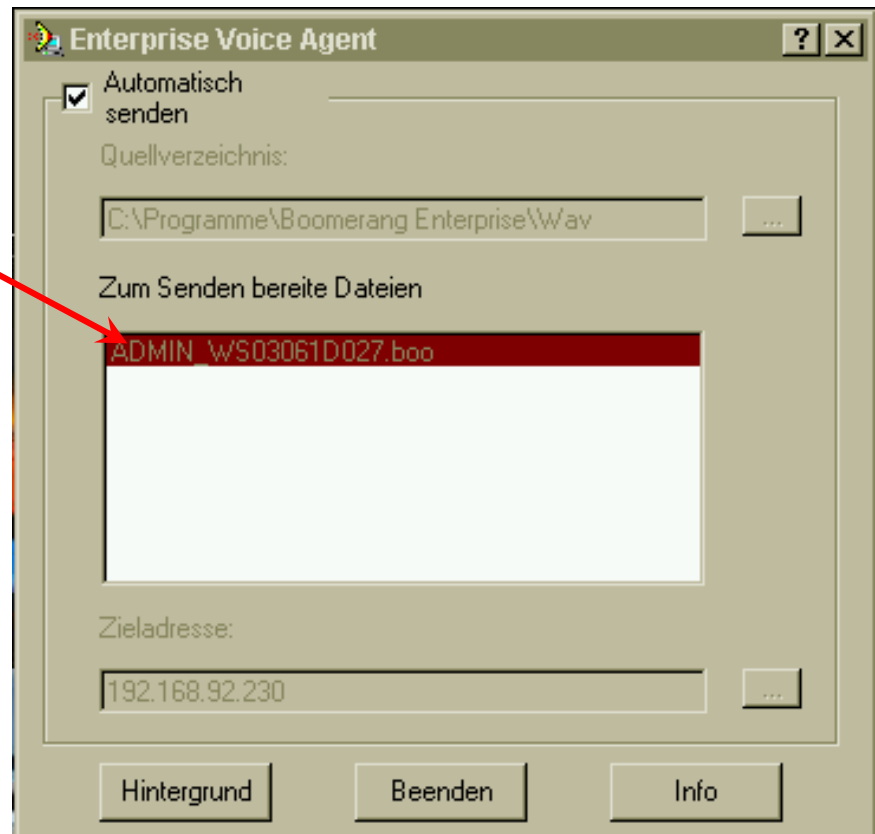 Enterprise Voice Agent
Automatisch
senden
Quellverzeichnis:
C:\Programme\Boomerang Enterprise\Wav
...
Zum Senden bereite Dateien
ADMIN_WS03061D027.boo
Zieladresse:
192.168.92.230
...
Hintergrund
Beenden
Info